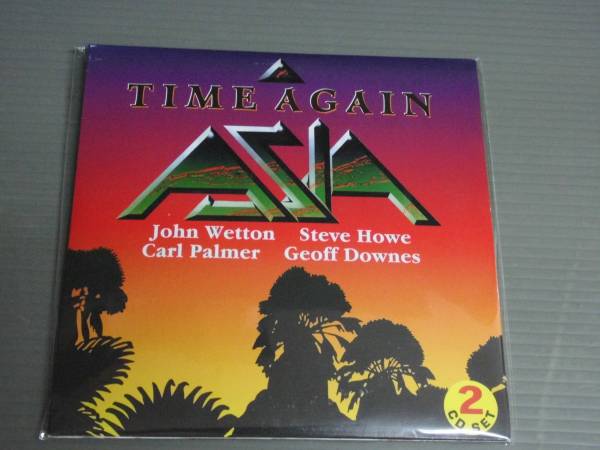 TIME AGAIN
ASIA
John Wetton Steve Howe
Carl Palmer Geoff Downes
2
CD SET